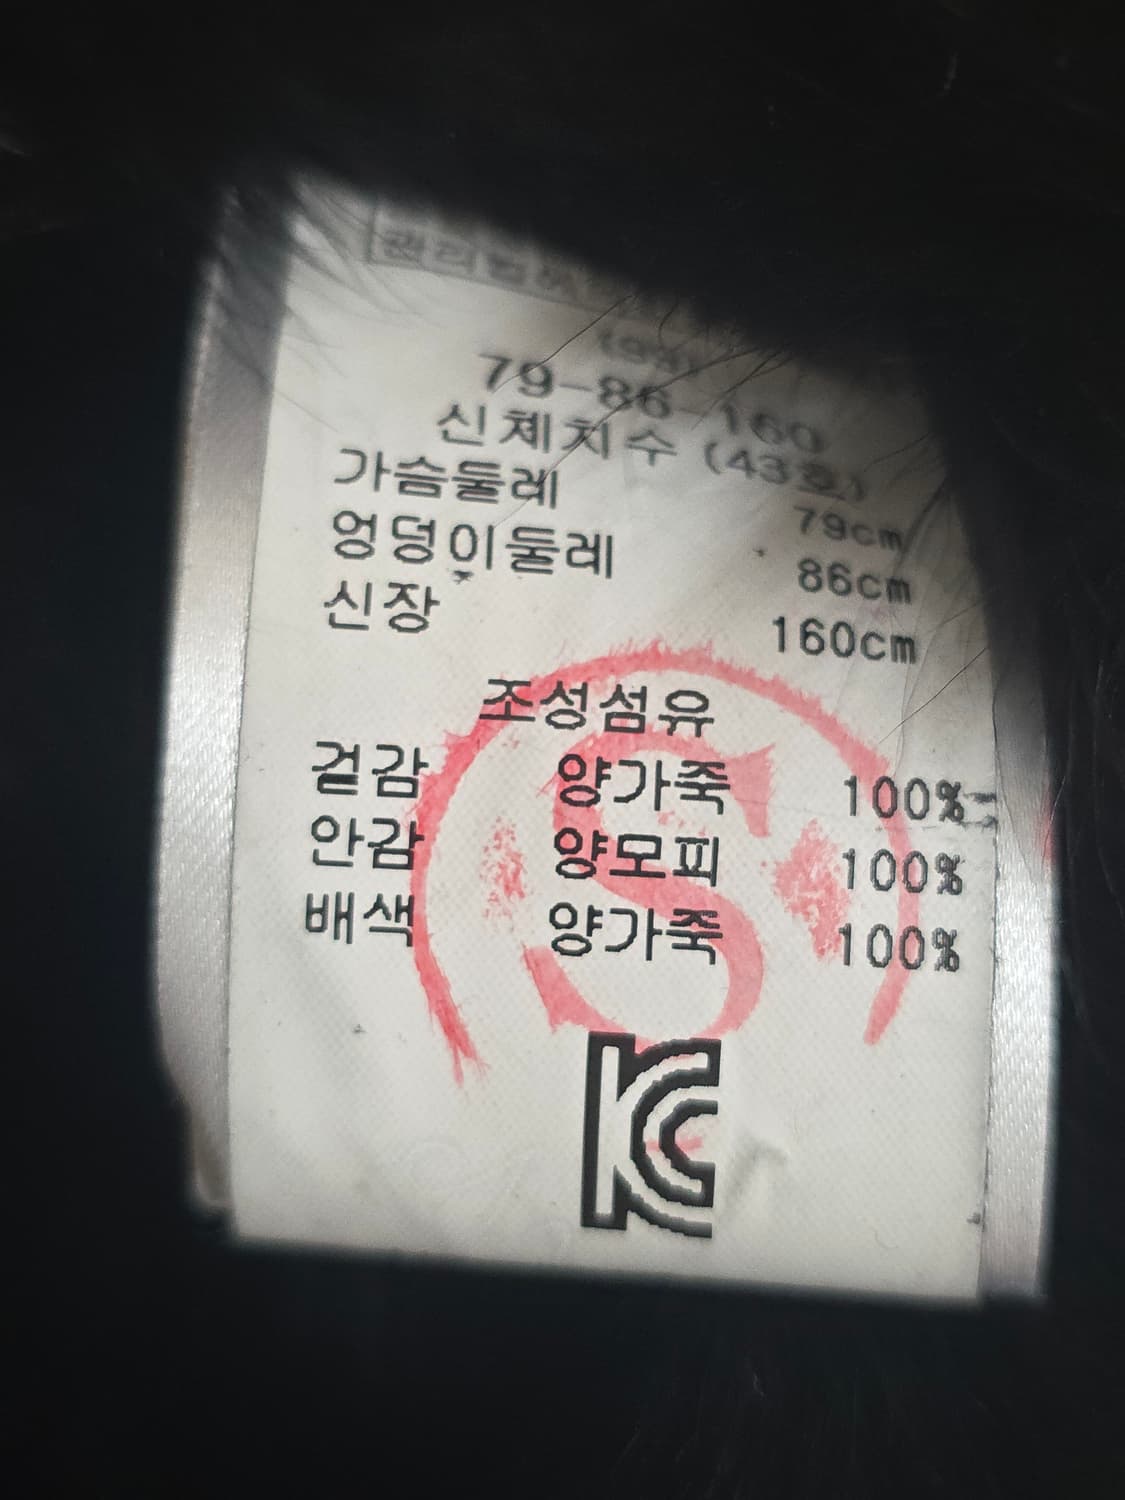 79-86-160
신체치수 (43호)
가슴둘레 79cm
엉덩이둘레 86cm
신장 160cm
조성섬유
겉감 양가죽 100%
안감 양모피 100%
배색 양가죽 100%
S
KC